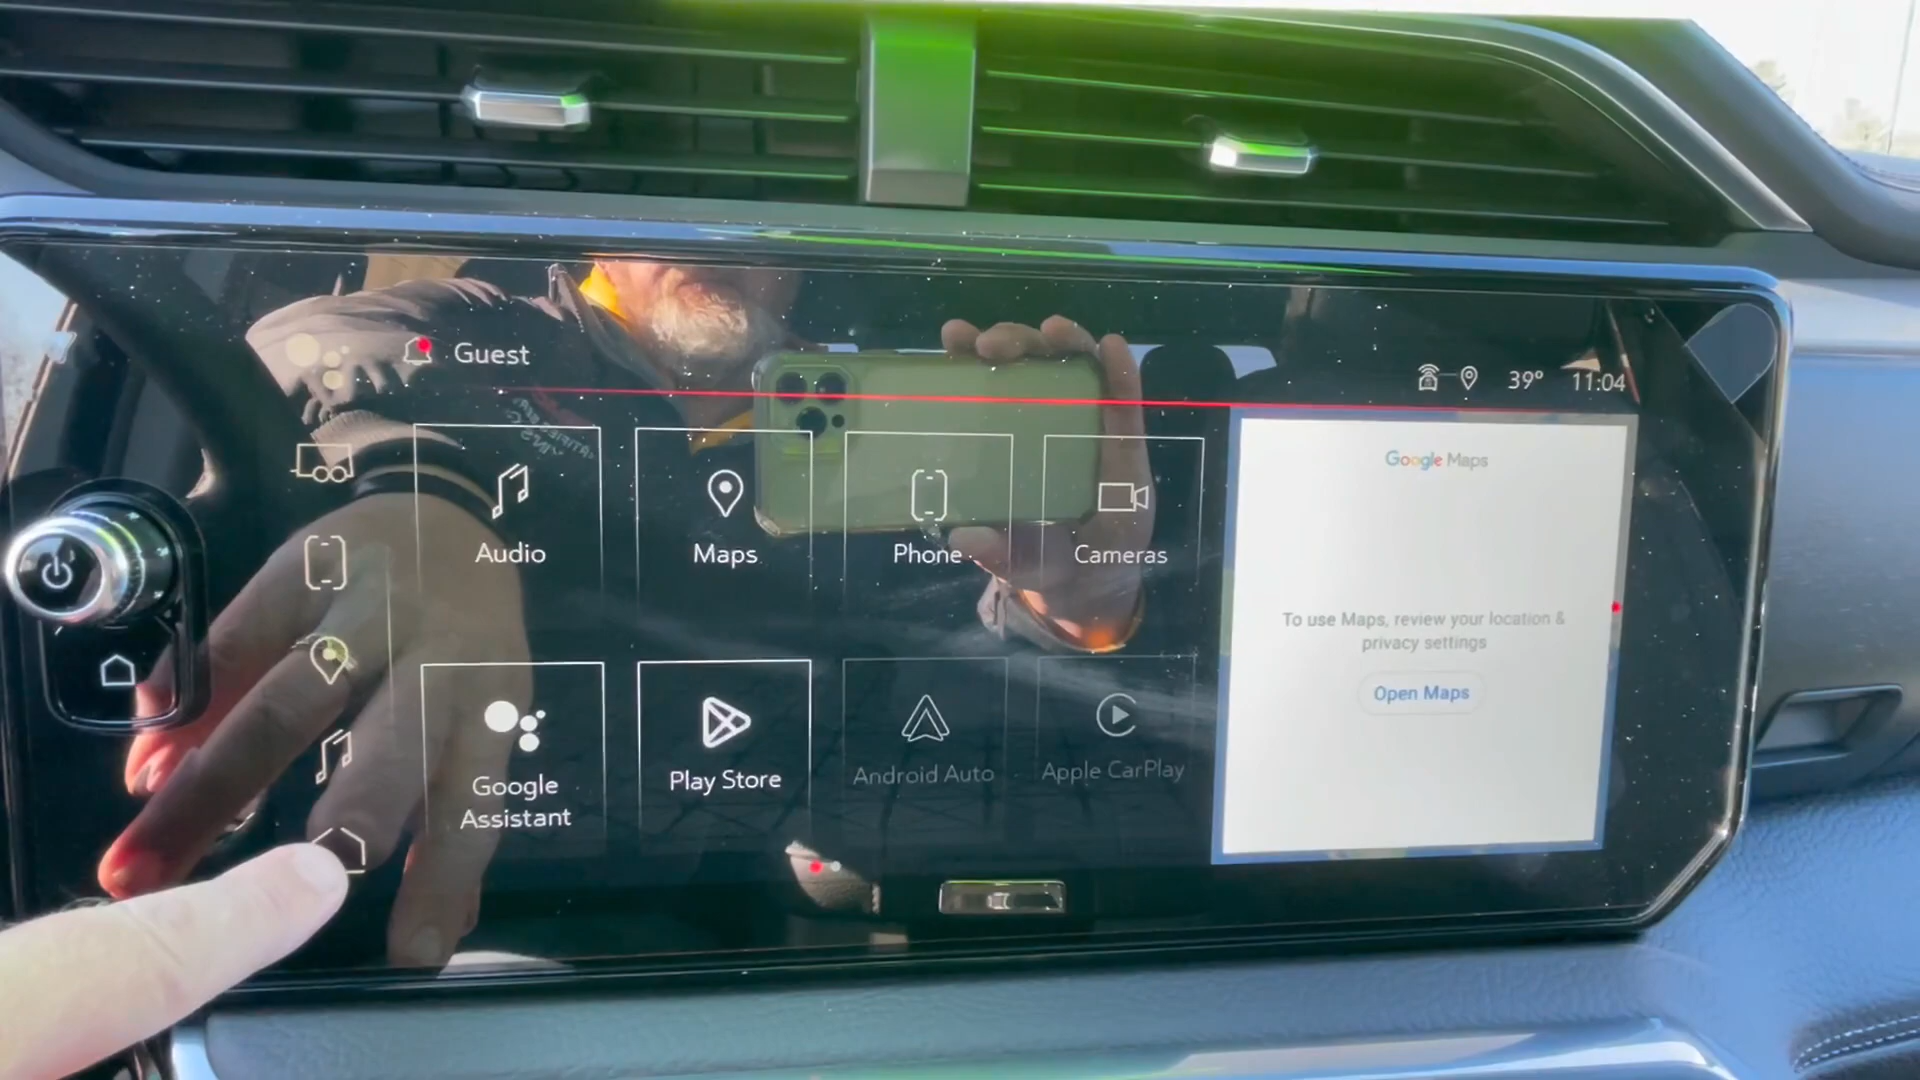 Guest
39° 11:04
Audio
Maps
Phone
Cameras
Google
Assistant
Play Store
Android Auto
Apple CarPlay
Google Maps
To use Maps, review your location &
privacy settings
Open Maps